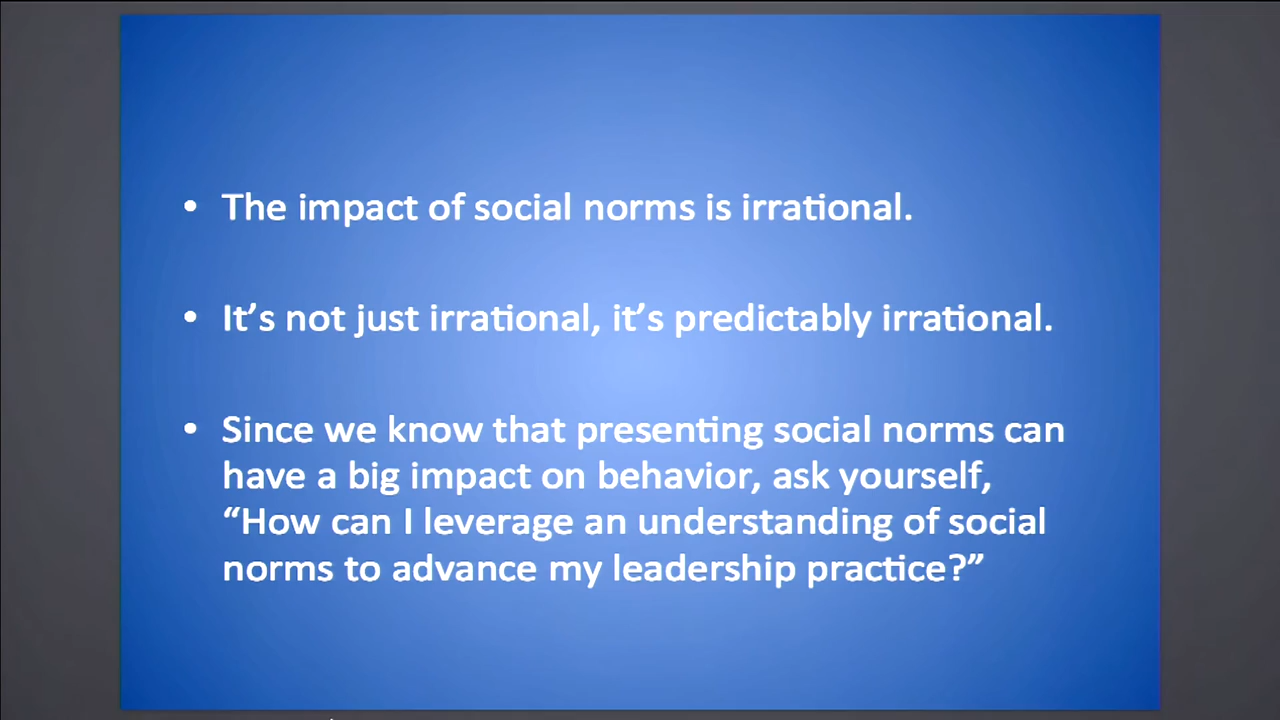 • The impact of social norms is irrational.
• It’s not just irrational, it’s predictably irrational.
• Since we know that presenting social norms can
have a big impact on behavior, ask yourself,
“How can I leverage an understanding of social
norms to advance my leadership practice?”